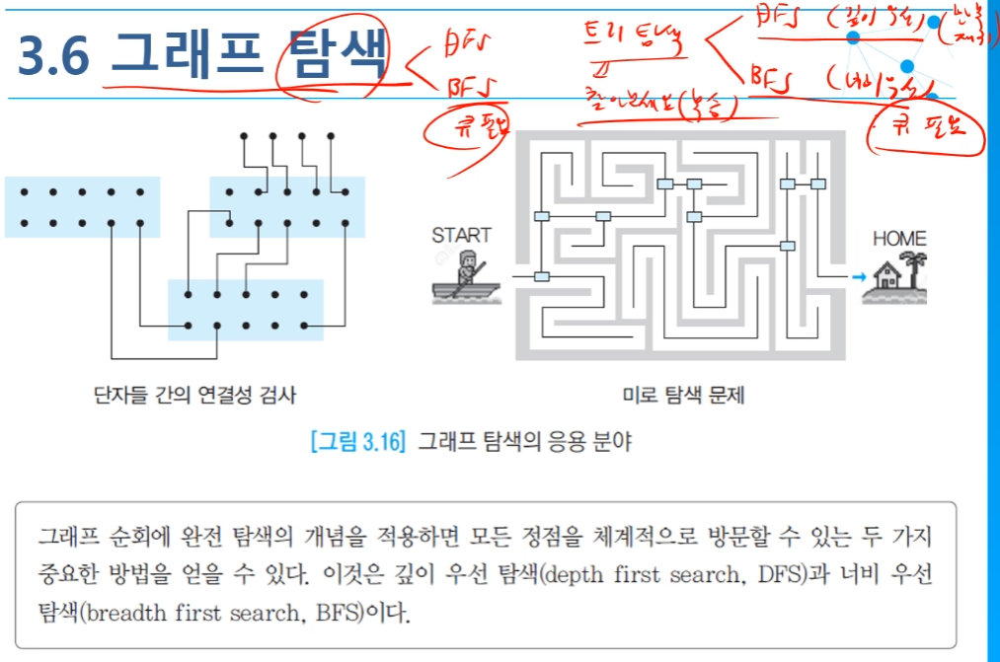 3.6 그래프 탐색
DFS
BFS
큐 필요
트리 탐색
DFS (깊이 우선)
BFS (너비 우선)
큐 필요
START
HOME
단자들 간의 연결성 검사
미로 탐색 문제
[그림 3.16] 그래프 탐색의 응용 분야
그래프 순회에 완전 탐색의 개념을 적용하면 모든 정점을 체계적으로 방문할 수 있는 두 가지
중요한 방법을 얻을 수 있다. 이것은 깊이 우선 탐색(depth first search, DFS)과 너비 우선
탐색(breadth first search, BFS)이다.